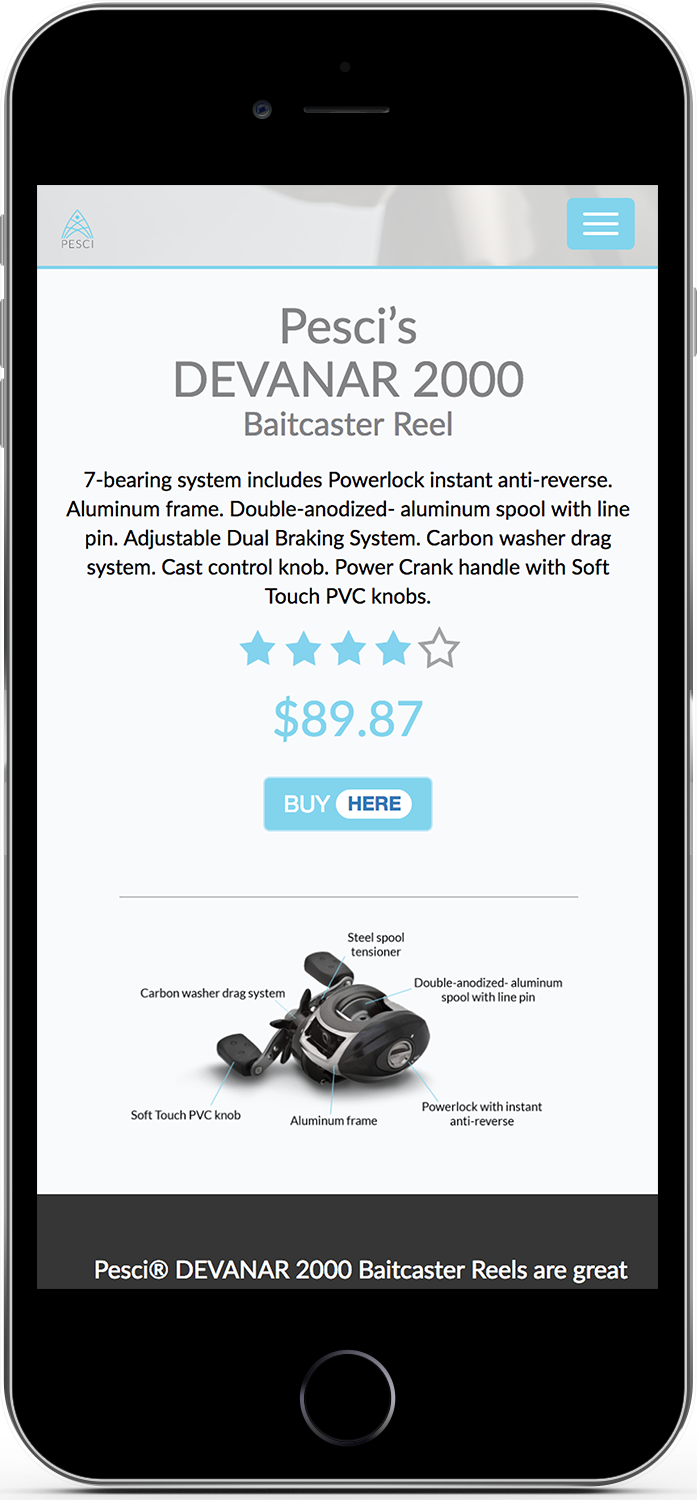 PESCI
Pesci’s
DEVANAR 2000
Baitcaster Reel
7-bearing system includes Powerlock instant anti-reverse.
Aluminum frame. Double-anodized- aluminum spool with line
pin. Adjustable Dual Braking System. Carbon washer drag
system. Cast control knob. Power Crank handle with Soft
Touch PVC knobs.
$89.87
BUY HERE
Steel spool
tensioner
Carbon washer drag system
Double-anodized- aluminum
spool with line pin
Soft Touch PVC knob
Aluminum frame
Powerlock with instant
anti-reverse
Pesci® DEVANAR 2000 Baitcaster Reels are great